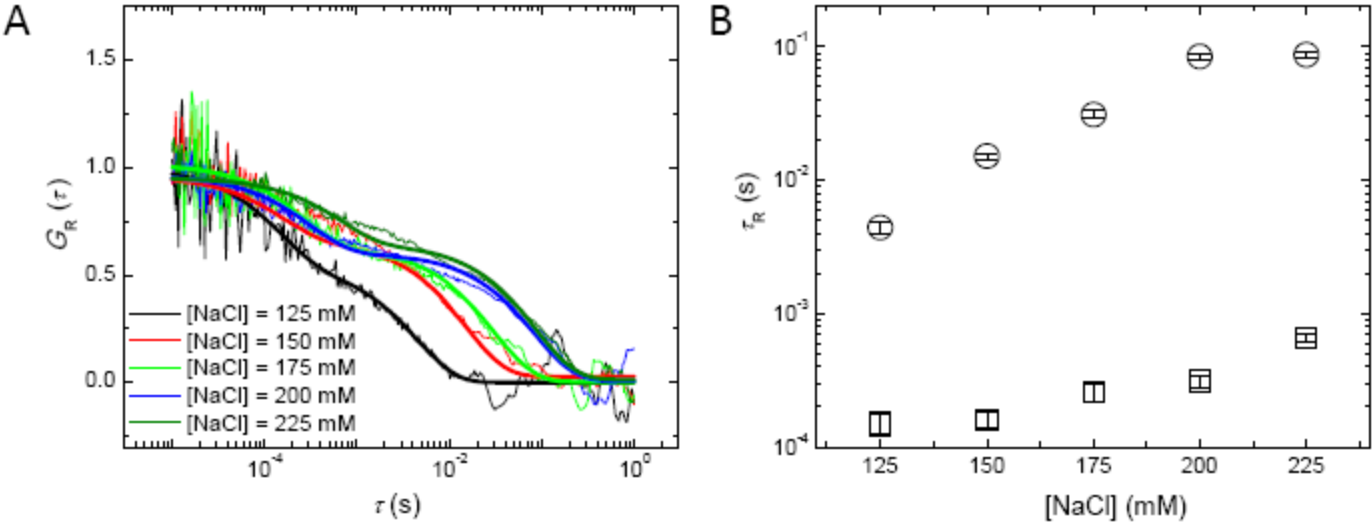 A
1.5
1.0
0.5
0.0
G_R (τ)
[NaCl] = 125 mM
[NaCl] = 150 mM
[NaCl] = 175 mM
[NaCl] = 200 mM
[NaCl] = 225 mM
10⁻⁴ 10⁻² 10⁰
τ (s)
B
10⁻¹
10⁻²
10⁻³
10⁻⁴
τ_R (s)
125 150 175 200 225
[NaCl] (mM)